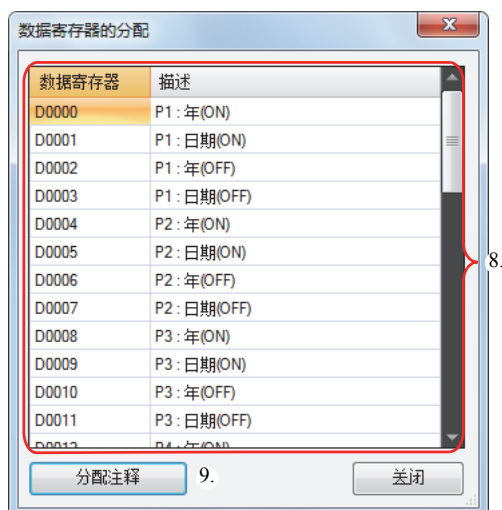 数据寄存器的分配
数据寄存器 描述
D0000 P1 : 年(ON)
D0001 P1 : 日期(ON)
D0002 P1 : 年(OFF)
D0003 P1 : 日期(OFF)
D0004 P2 : 年(ON)
D0005 P2 : 日期(ON)
D0006 P2 : 年(OFF)
D0007 P2 : 日期(OFF)
8.
D0008 P3 : 年(ON)
D0009 P3 : 日期(ON)
D0010 P3 : 年(OFF)
D0011 P3 : 日期(OFF)
D0012 P4 : 年(ON)
分配注释 9. 关闭